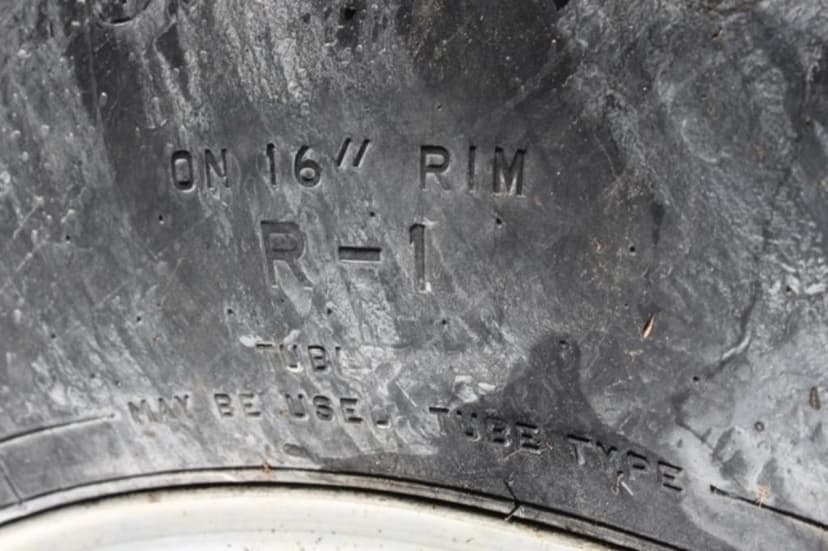 ON 16" RIM
R-1
MAY BE USED TUBE TYPE